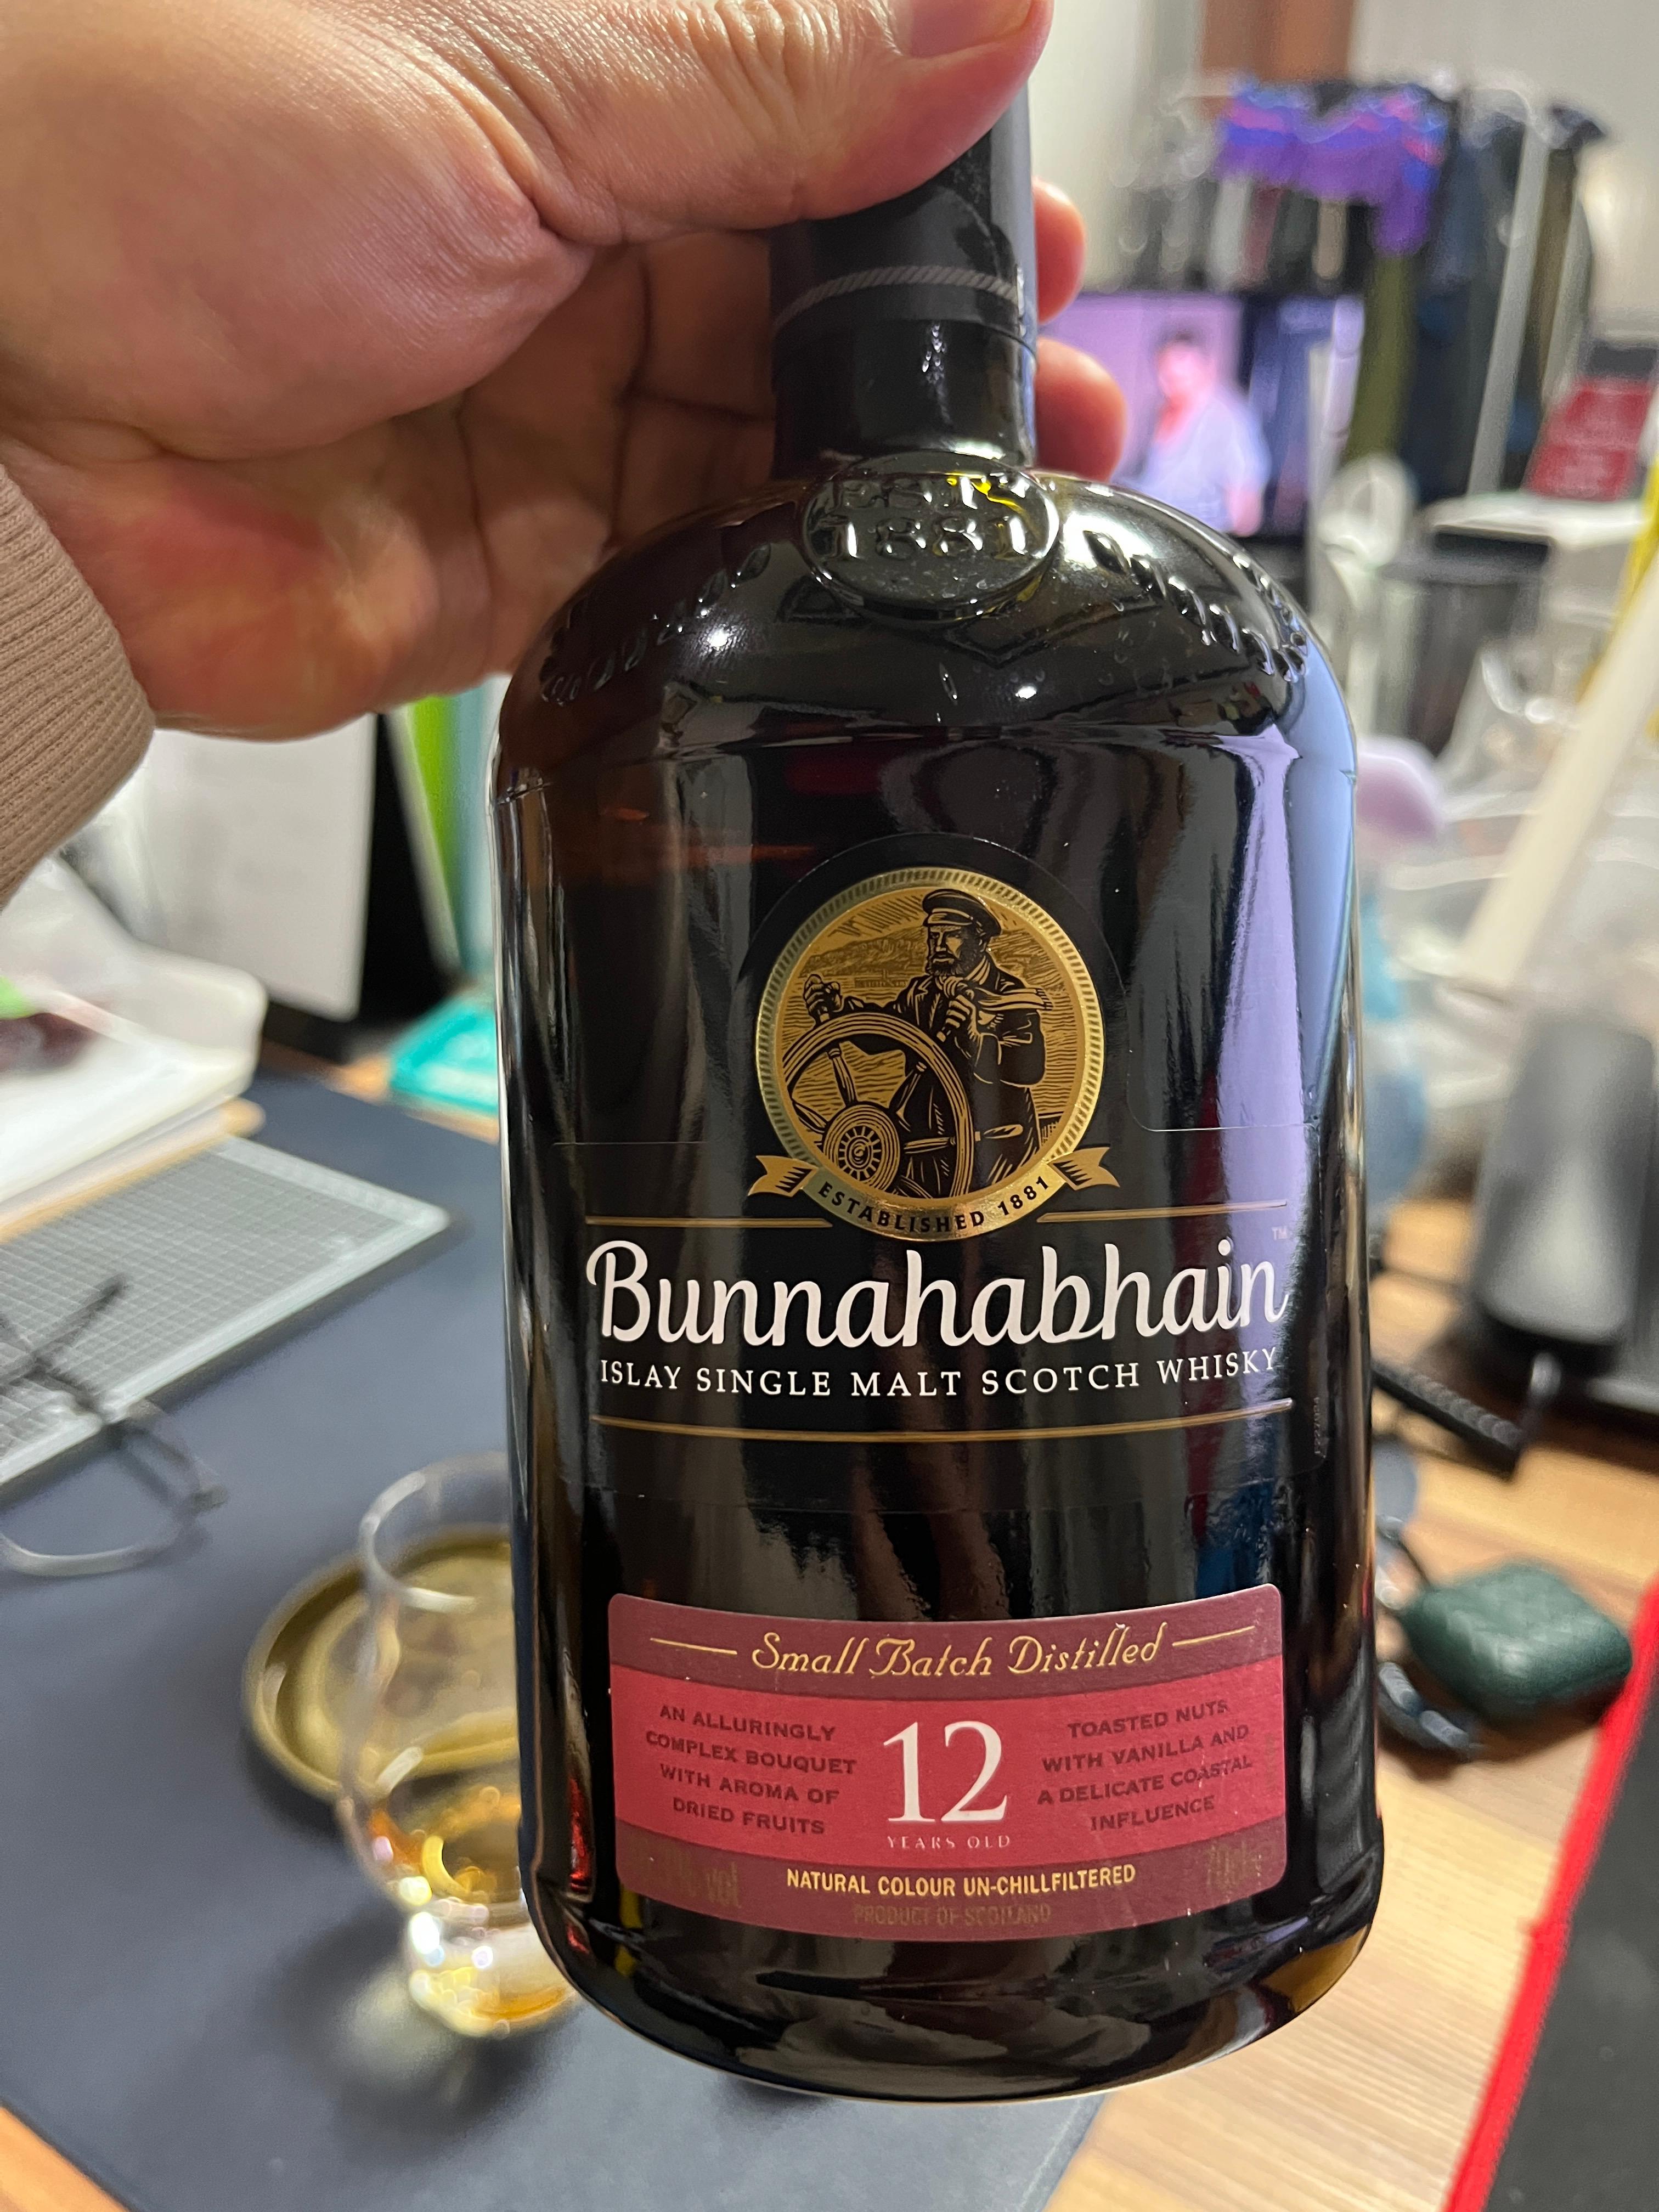 ESTD
1881
ESTABLISHED 1881
Bunnahabhain™
ISLAY SINGLE MALT SCOTCH WHISKY
Small Batch Distilled
AN ALLURINGLY
COMPLEX BOUQUET
WITH AROMA OF
DRIED FRUITS
12
YEARS OLD
TOASTED NUTS
WITH VANILLA AND
A DELICATE COASTAL
INFLUENCE
NATURAL COLOUR UN-CHILLFILTERED
PRODUCT OF SCOTLAND